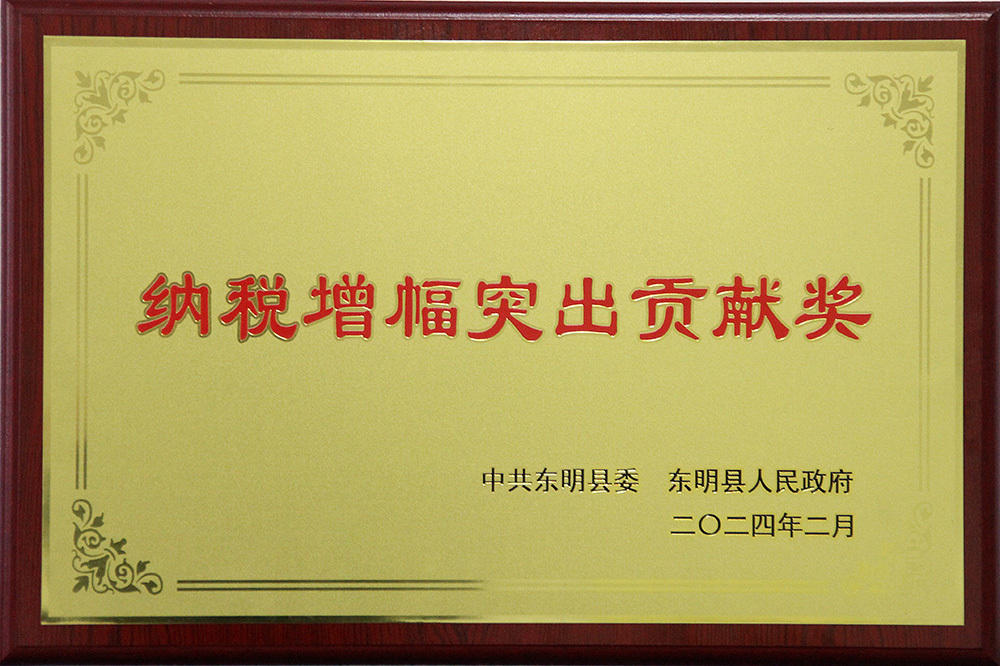 纳税增幅突出贡献奖
中共东明县委 东明县人民政府
二〇二四年二月